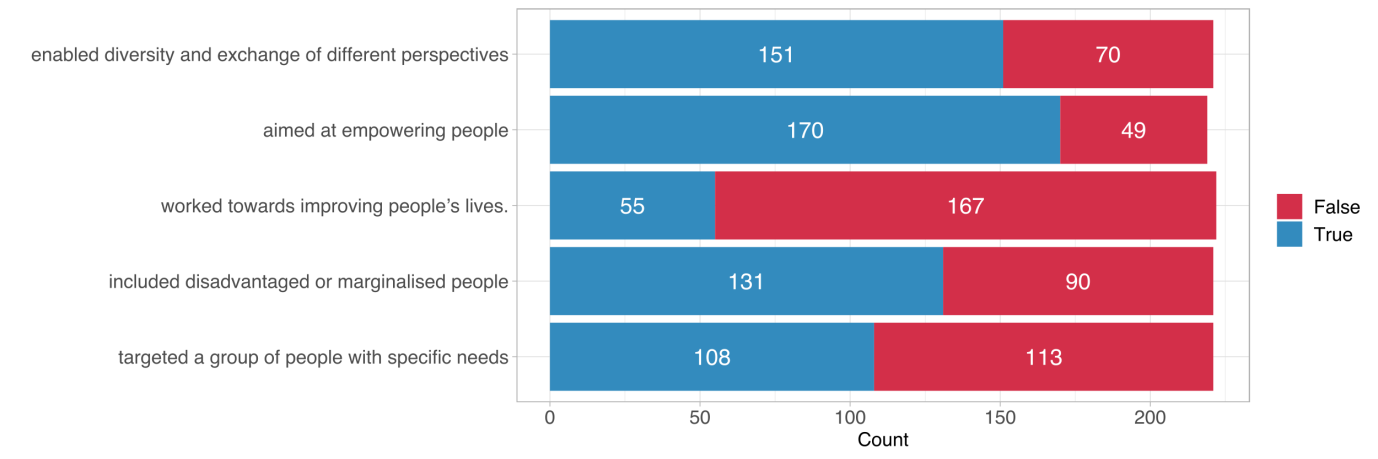 enabled diversity and exchange of different perspectives 151 70
aimed at empowering people 170 49
worked towards improving people’s lives. 55 167
included disadvantaged or marginalised people 131 90
targeted a group of people with specific needs 108 113
0 50 100 150 200
Count
False
True